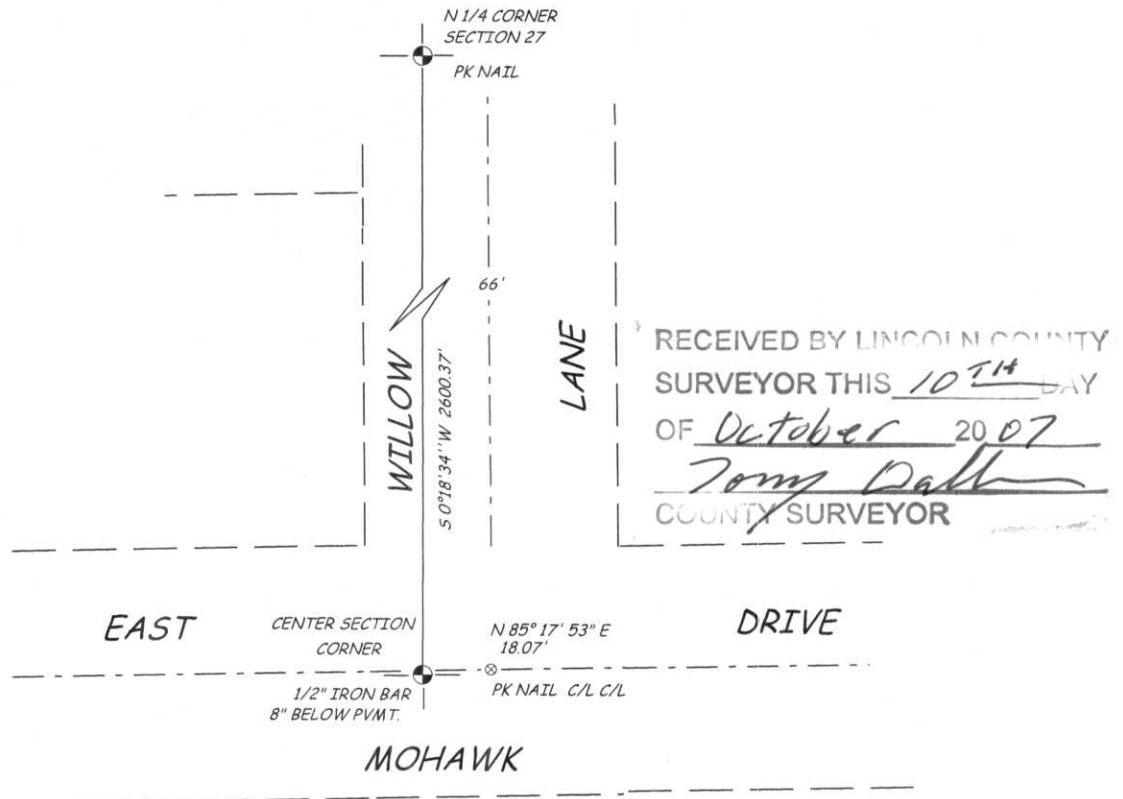 N 1/4 CORNER
SECTION 27
PK NAIL
66'
WILLOW
LANE
S 0°18'34"W 2600.37'
RECEIVED BY LINCOLN COUNTY
SURVEYOR THIS 10TH DAY
OF October 2007
Tony
COUNTY SURVEYOR
EAST
DRIVE
CENTER SECTION
CORNER
N 85° 17' 53" E
18.07'
1/2" IRON BAR
8" BELOW PVMT.
PK NAIL C/L C/L
MOHAWK